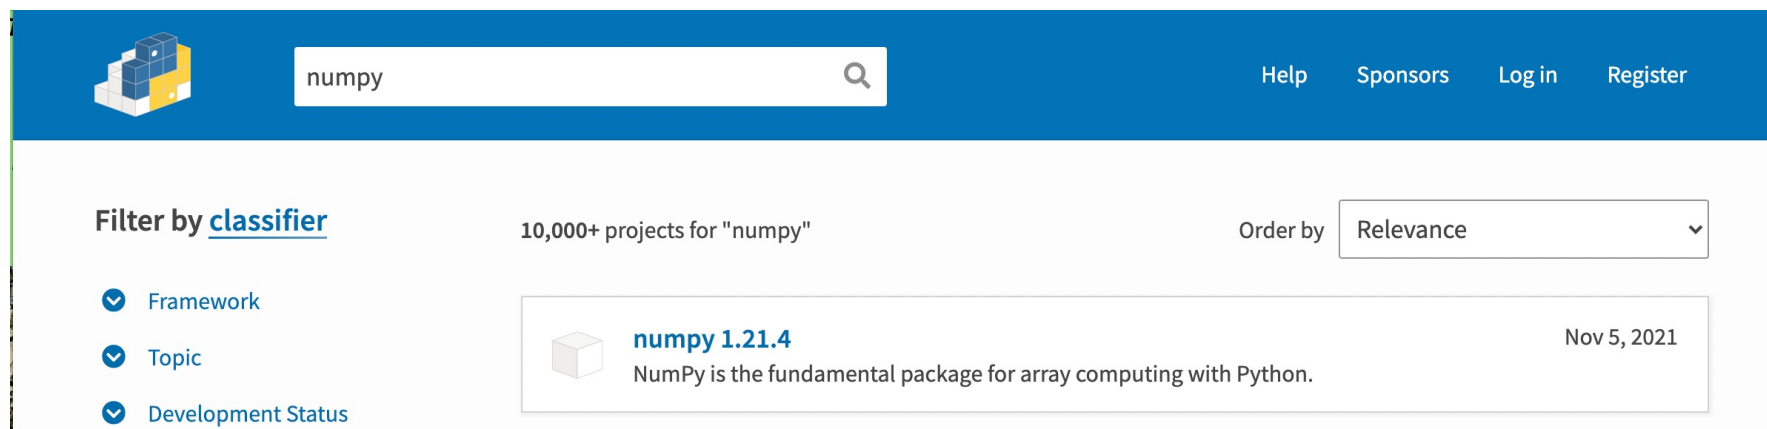 numpy
Help Sponsors Log in Register
Filter by classifier
10,000+ projects for "numpy"
Order by Relevance
Framework
Topic
Development Status
numpy 1.21.4
Nov 5, 2021
NumPy is the fundamental package for array computing with Python.